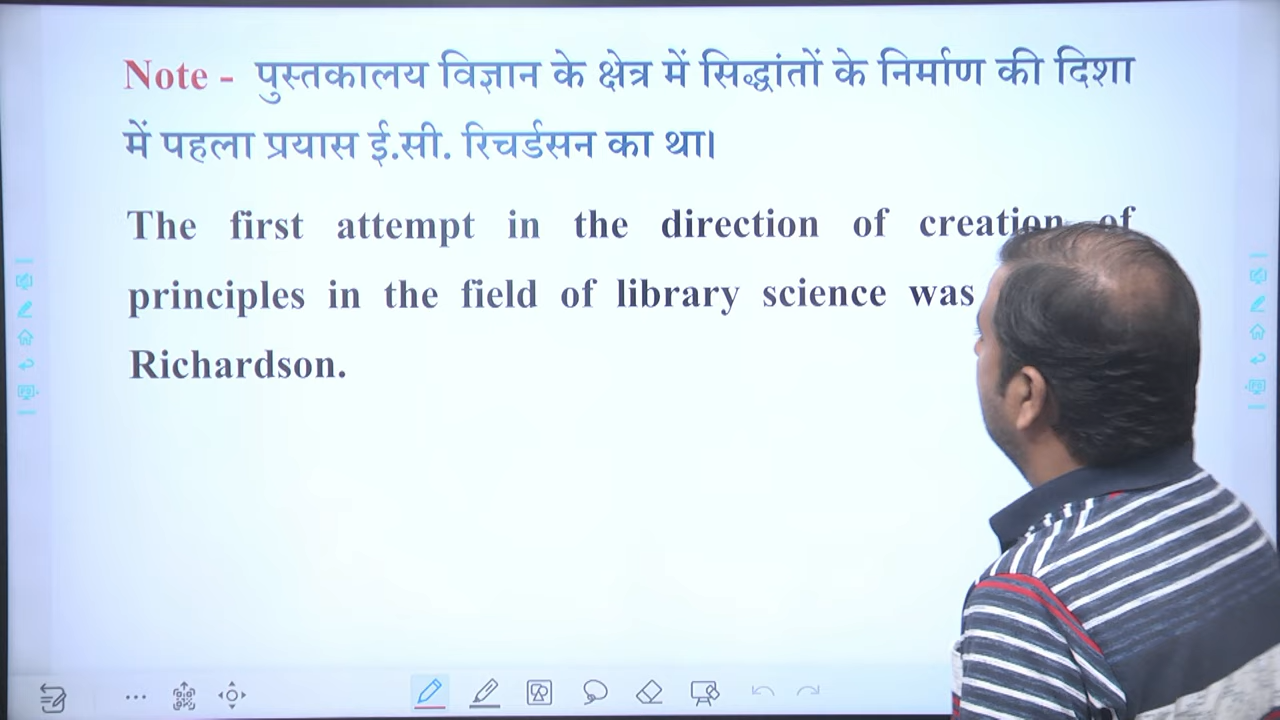 Note - पुस्तकालय विज्ञान के क्षेत्र में सिद्धांतों के निर्माण की दिशा
में पहला प्रयास ई.सी. रिचर्डसन का था।
The first attempt in the direction of creation of
principles in the field of library science was
Richardson.